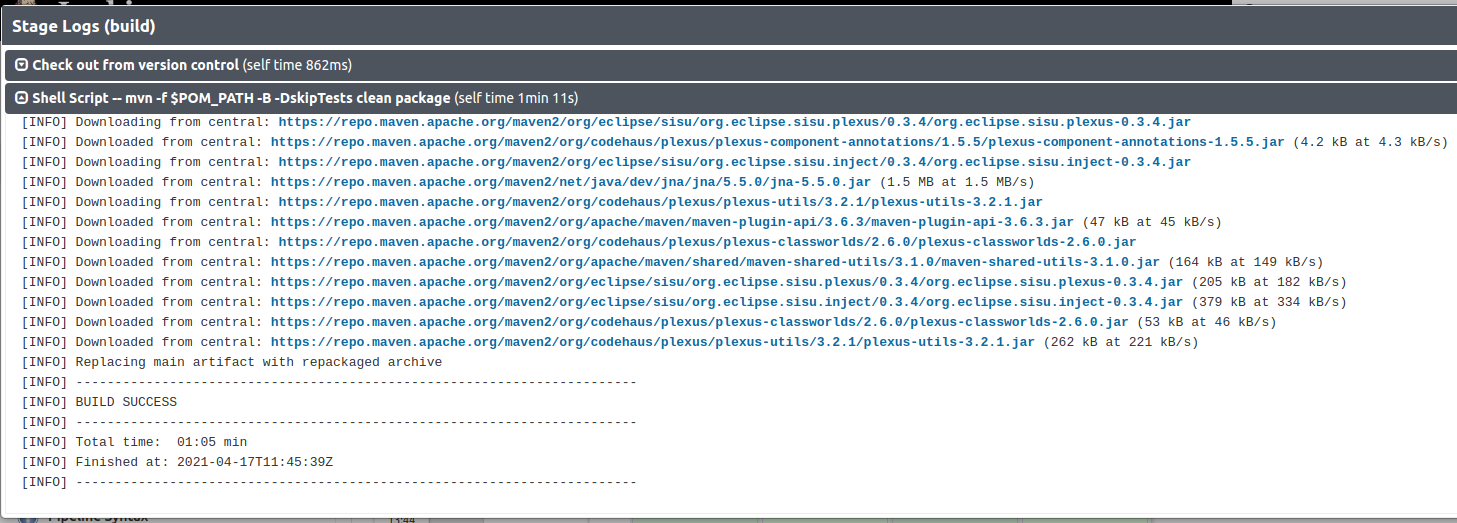 Stage Logs (build)
Check out from version control (self time 862ms)
Shell Script -- mvn -f $POM_PATH -B -DskipTests clean package (self time 1min 11s)
[INFO] Downloading from central: https://repo.maven.apache.org/maven2/org/eclipse/sisu/org.eclipse.sisu.plexus/0.3.4/org.eclipse.sisu.plexus-0.3.4.jar
[INFO] Downloaded from central: https://repo.maven.apache.org/maven2/org/codehaus/plexus/plexus-component-annotations/1.5.5/plexus-component-annotations-1.5.5.jar (4.2 kB at 4.3 kB/s)
[INFO] Downloading from central: https://repo.maven.apache.org/maven2/org/eclipse/sisu/org.eclipse.sisu.inject/0.3.4/org.eclipse.sisu.inject-0.3.4.jar
[INFO] Downloaded from central: https://repo.maven.apache.org/maven2/net/java/dev/jna/jna/5.5.0/jna-5.5.0.jar (1.5 MB at 1.5 MB/s)
[INFO] Downloading from central: https://repo.maven.apache.org/maven2/org/codehaus/plexus/plexus-utils/3.2.1/plexus-utils-3.2.1.jar
[INFO] Downloaded from central: https://repo.maven.apache.org/maven2/org/apache/maven/maven-plugin-api/3.6.3/maven-plugin-api-3.6.3.jar (47 kB at 45 kB/s)
[INFO] Downloading from central: https://repo.maven.apache.org/maven2/org/codehaus/plexus/plexus-classworlds/2.6.0/plexus-classworlds-2.6.0.jar
[INFO] Downloaded from central: https://repo.maven.apache.org/maven2/org/apache/maven/shared/maven-shared-utils/3.1.0/maven-shared-utils-3.1.0.jar (164 kB at 149 kB/s)
[INFO] Downloaded from central: https://repo.maven.apache.org/maven2/org/eclipse/sisu/org.eclipse.sisu.plexus/0.3.4/org.eclipse.sisu.plexus-0.3.4.jar (205 kB at 182 kB/s)
[INFO] Downloaded from central: https://repo.maven.apache.org/maven2/org/eclipse/sisu/org.eclipse.sisu.inject/0.3.4/org.eclipse.sisu.inject-0.3.4.jar (379 kB at 334 kB/s)
[INFO] Downloaded from central: https://repo.maven.apache.org/maven2/org/codehaus/plexus/plexus-classworlds/2.6.0/plexus-classworlds-2.6.0.jar (53 kB at 46 kB/s)
[INFO] Downloaded from central: https://repo.maven.apache.org/maven2/org/codehaus/plexus/plexus-utils/3.2.1/plexus-utils-3.2.1.jar (262 kB at 221 kB/s)
[INFO] Replacing main artifact with repackaged archive
[INFO] ------------------------------------------------------------------------
[INFO] BUILD SUCCESS
[INFO] ------------------------------------------------------------------------
[INFO] Total time:  01:05 min
[INFO] Finished at: 2021-04-17T11:45:39Z
[INFO] ------------------------------------------------------------------------
Pipeline Syntax
13:44